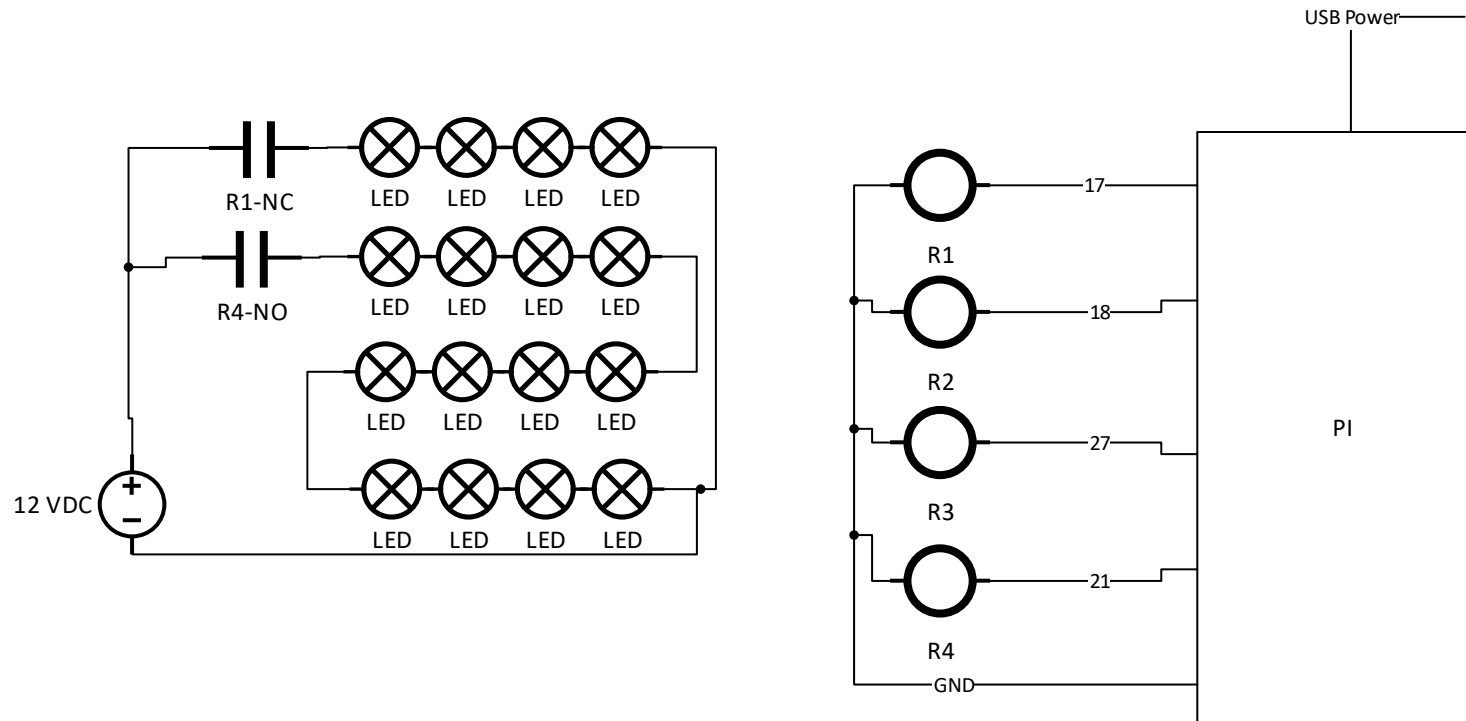 USB Power
LED LED LED LED
R1-NC
17
R1
LED LED LED LED
R4-NO
18
R2
LED LED LED LED
27
PI
12 VDC
R3
LED LED LED LED
21
R4
GND